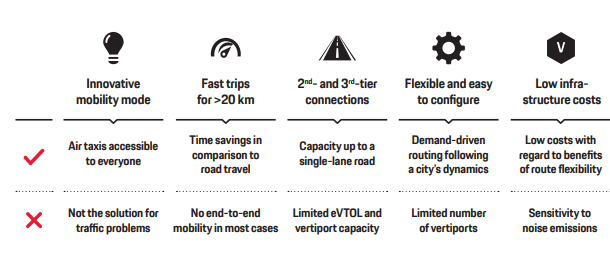 V
Innovative
mobility mode
Fast trips
for >20 km
2nd- and 3rd-tier
connections
Flexible and easy
to configure
Low infra-
structure costs
Air taxis accessible
to everyone
Time savings in
comparison to
road travel
Capacity up to a
single-lane road
Demand-driven
routing following
a city's dynamics
Low costs with
regard to benefits
of route flexibility
Not the solution for
traffic problems
No end-to-end
mobility in most cases
Limited eVTOL and
vertiport capacity
Limited number
of vertiports
Sensitivity to
noise emissions